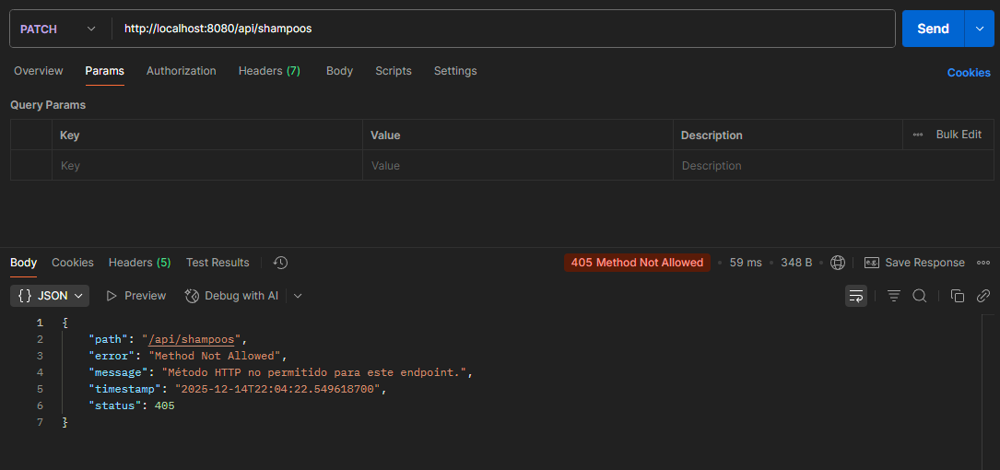 PATCH http://localhost:8080/api/shampoos Send
Overview Params Authorization Headers (7) Body Scripts Settings Cookies
Query Params
Key Value Description Bulk Edit
Key Value Description
Body Cookies Headers (5) Test Results 405 Method Not Allowed 59 ms 348 B e.g. Save Response
{} JSON Preview Debug with AI
1 {
2 "path": "/api/shampoos",
3 "error": "Method Not Allowed",
4 "message": "Método HTTP no permitido para este endpoint.",
5 "timestamp": "2025-12-14T22:04:22.549618700",
6 "status": 405
7 }